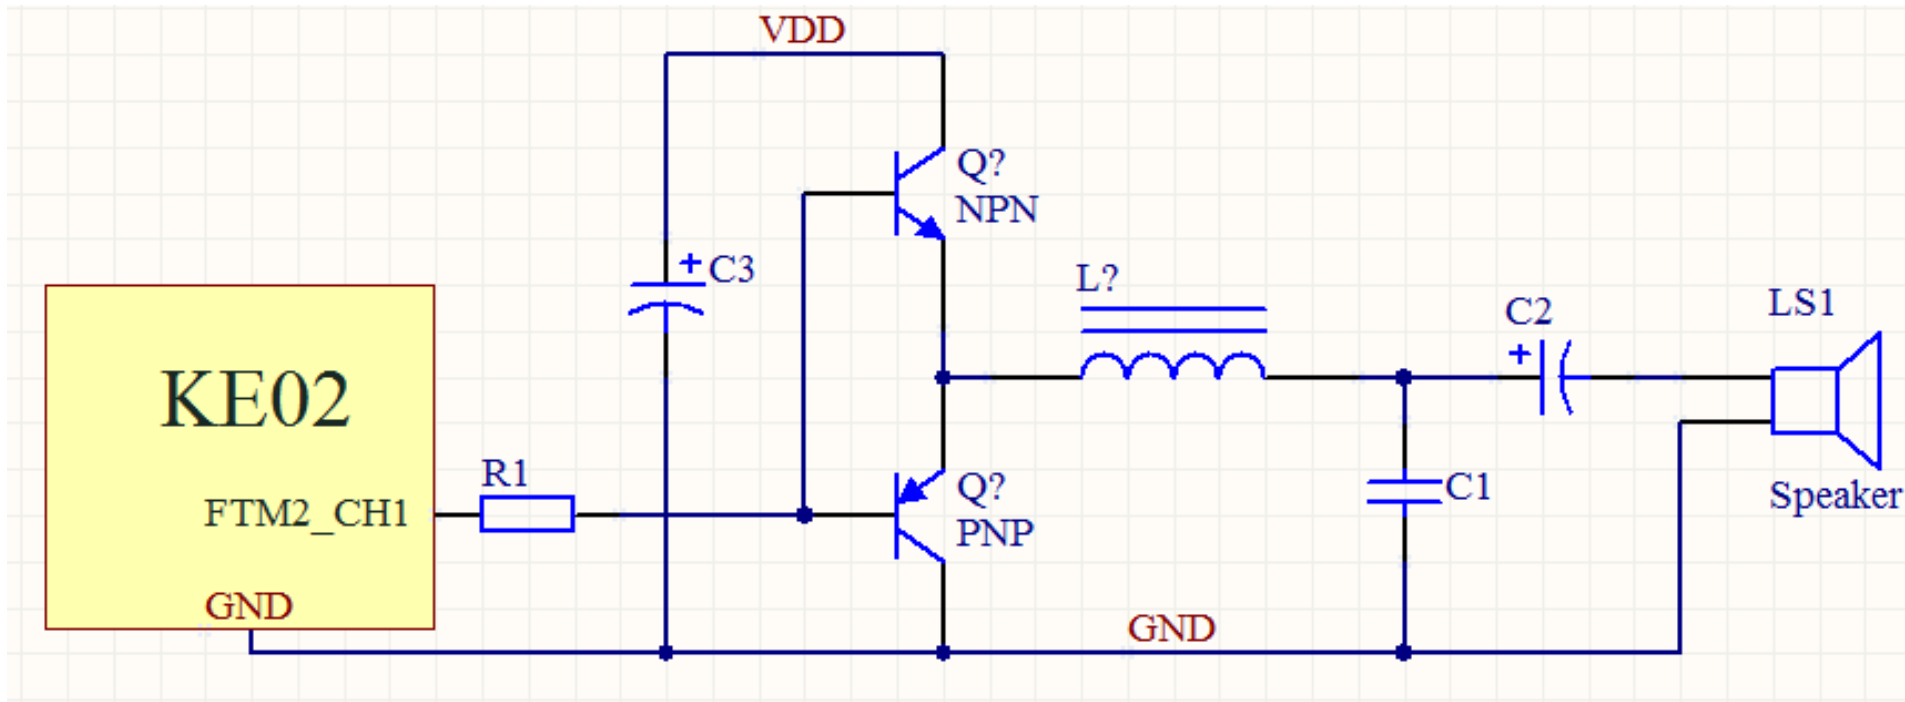 VDD
Q?
NPN
+ C3
L?
C2
+
LS1
KE02
R1
FTM2_CH1
Q?
PNP
C1
Speaker
GND
GND